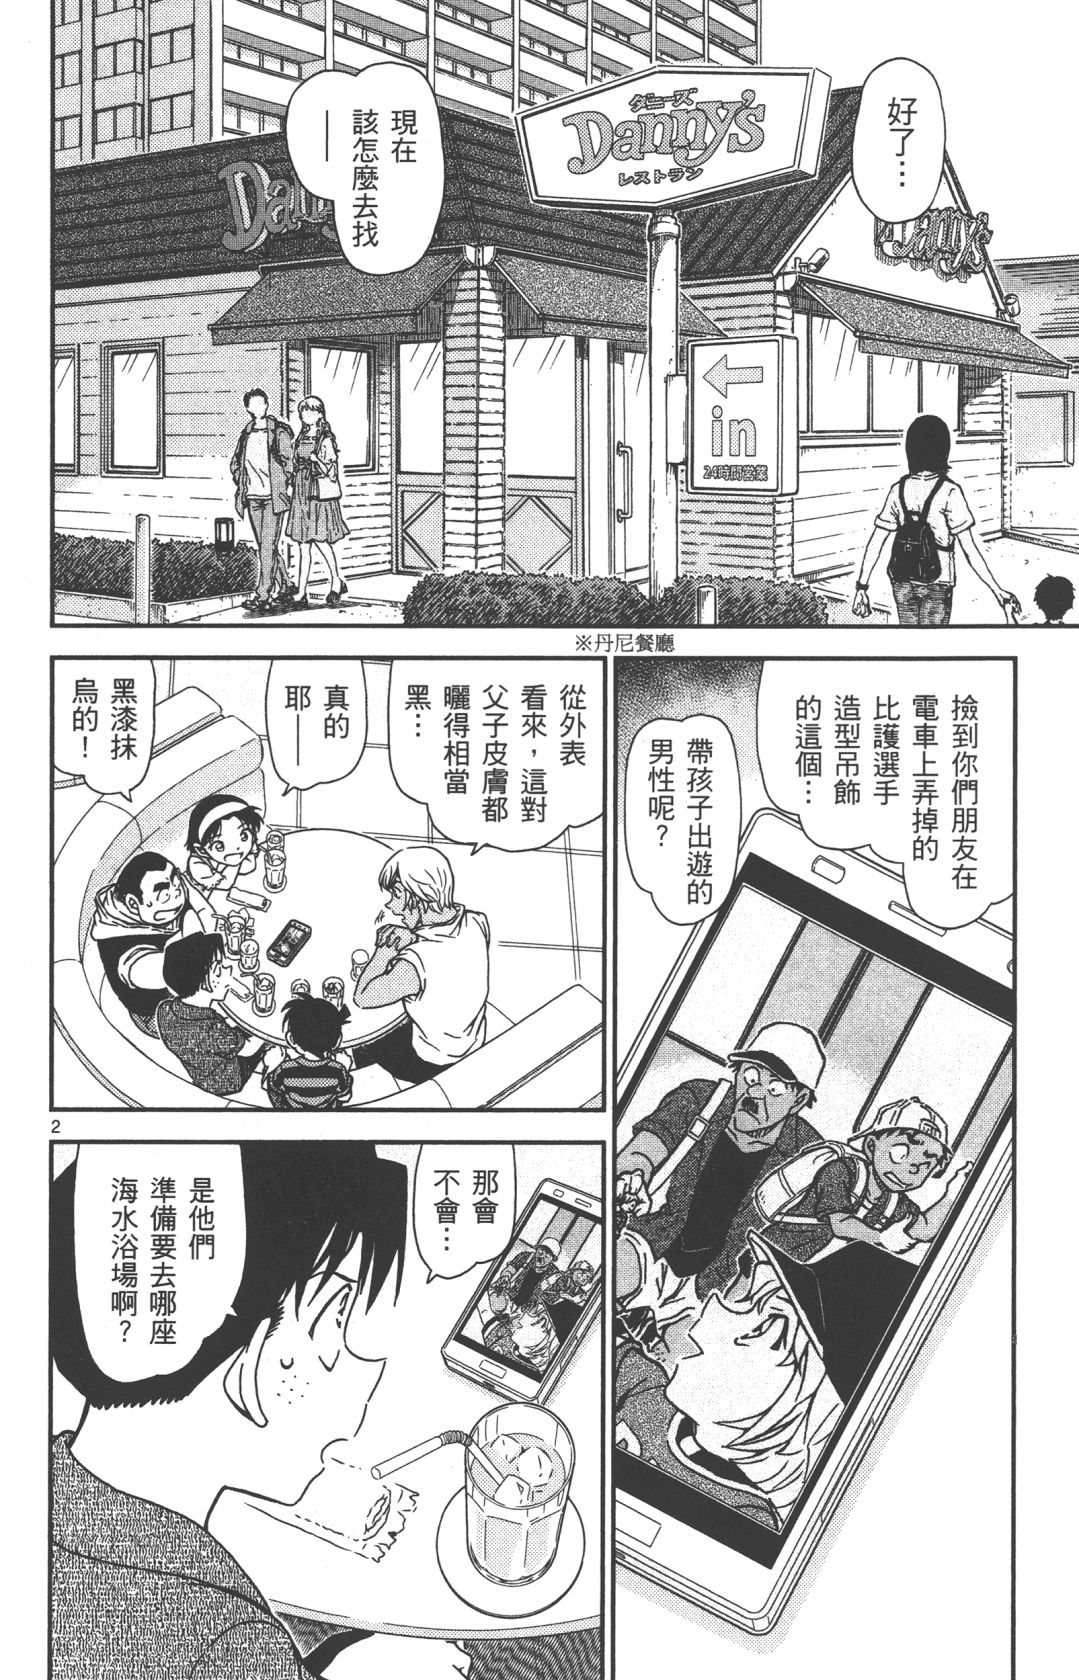 好了…
現在
該怎麼去找
——
ダニーズ
Danny's
レストラン
in
24時間営業
※丹尼餐廳
撿到你們朋友在
電車上弄掉的
比護選手
造型吊飾
的這個…
帶孩子出遊的
男性呢？
從外表
看來，這對
父子皮膚都
曬得相當
黑…
真的
耶——
黑漆抹
烏的！
2
那會
不會…
是他們
準備要去哪座
海水浴場啊？